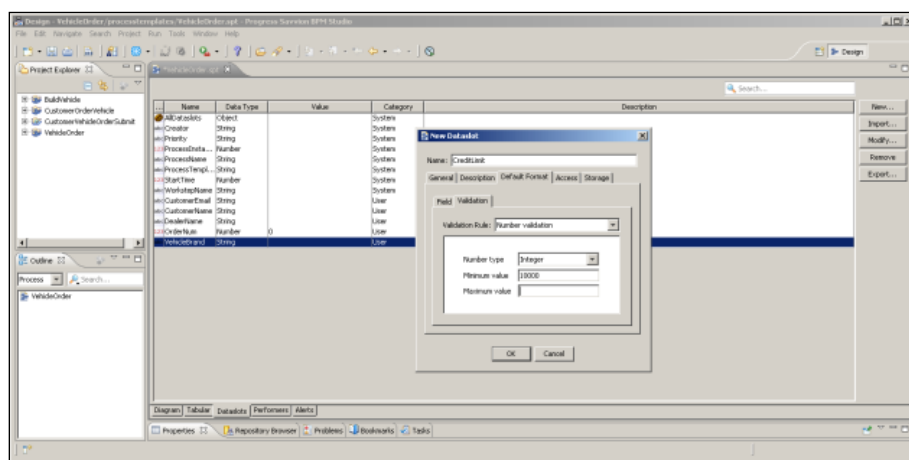 Design - VehicleOrder/processtemplates/VehicleOrder.spt - Progress Savvion BPM Studio
File Edit Navigate Search Project Run Tools Window Help
Design
Project Explorer
BuildVehicle
CustomerOrderVehicle
CustomerVehicleOrderSubmit
VehicleOrder
Search...
... Name Data Type Value Category Description
AllDataslots Object System
Creator String System
Priority String System
ProcessInsta... Number System
ProcessName String System
ProcessTempl... String System
StartTime Number System
WorkstepName String System
CustomerEmail String User
CustomerName String User
DealerName String User
OrderNum Number 0 User
VehicleBrand String User
New...
Import...
Modify...
Remove
Export...
New Dataslot
Name: CreditLimit
General Description Default Format Access Storage
Field Validation
Validation Rule: Number validation
Number type Integer
Minimum value 10000
Maximum value
OK Cancel
Outline
Process Search...
VehicleOrder
Diagram Tabular Dataslots Performers Alerts
Properties Repository Browser Problems Bookmarks Tasks